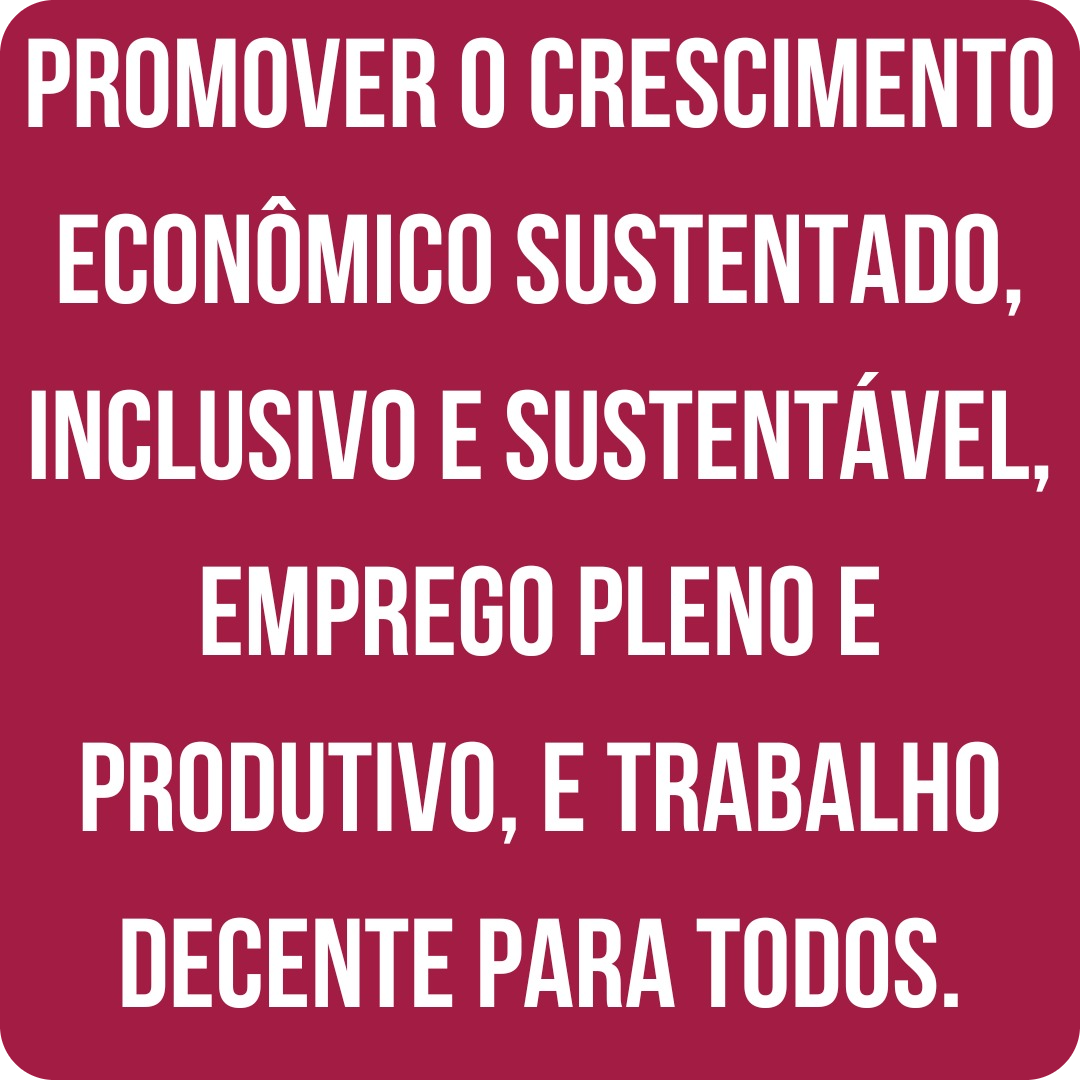 PROMOVER O CRESCIMENTO
ECONÔMICO SUSTENTADO,
INCLUSIVO E SUSTENTÁVEL,
EMPREGO PLENO E
PRODUTIVO, E TRABALHO
DECENTE PARA TODOS.